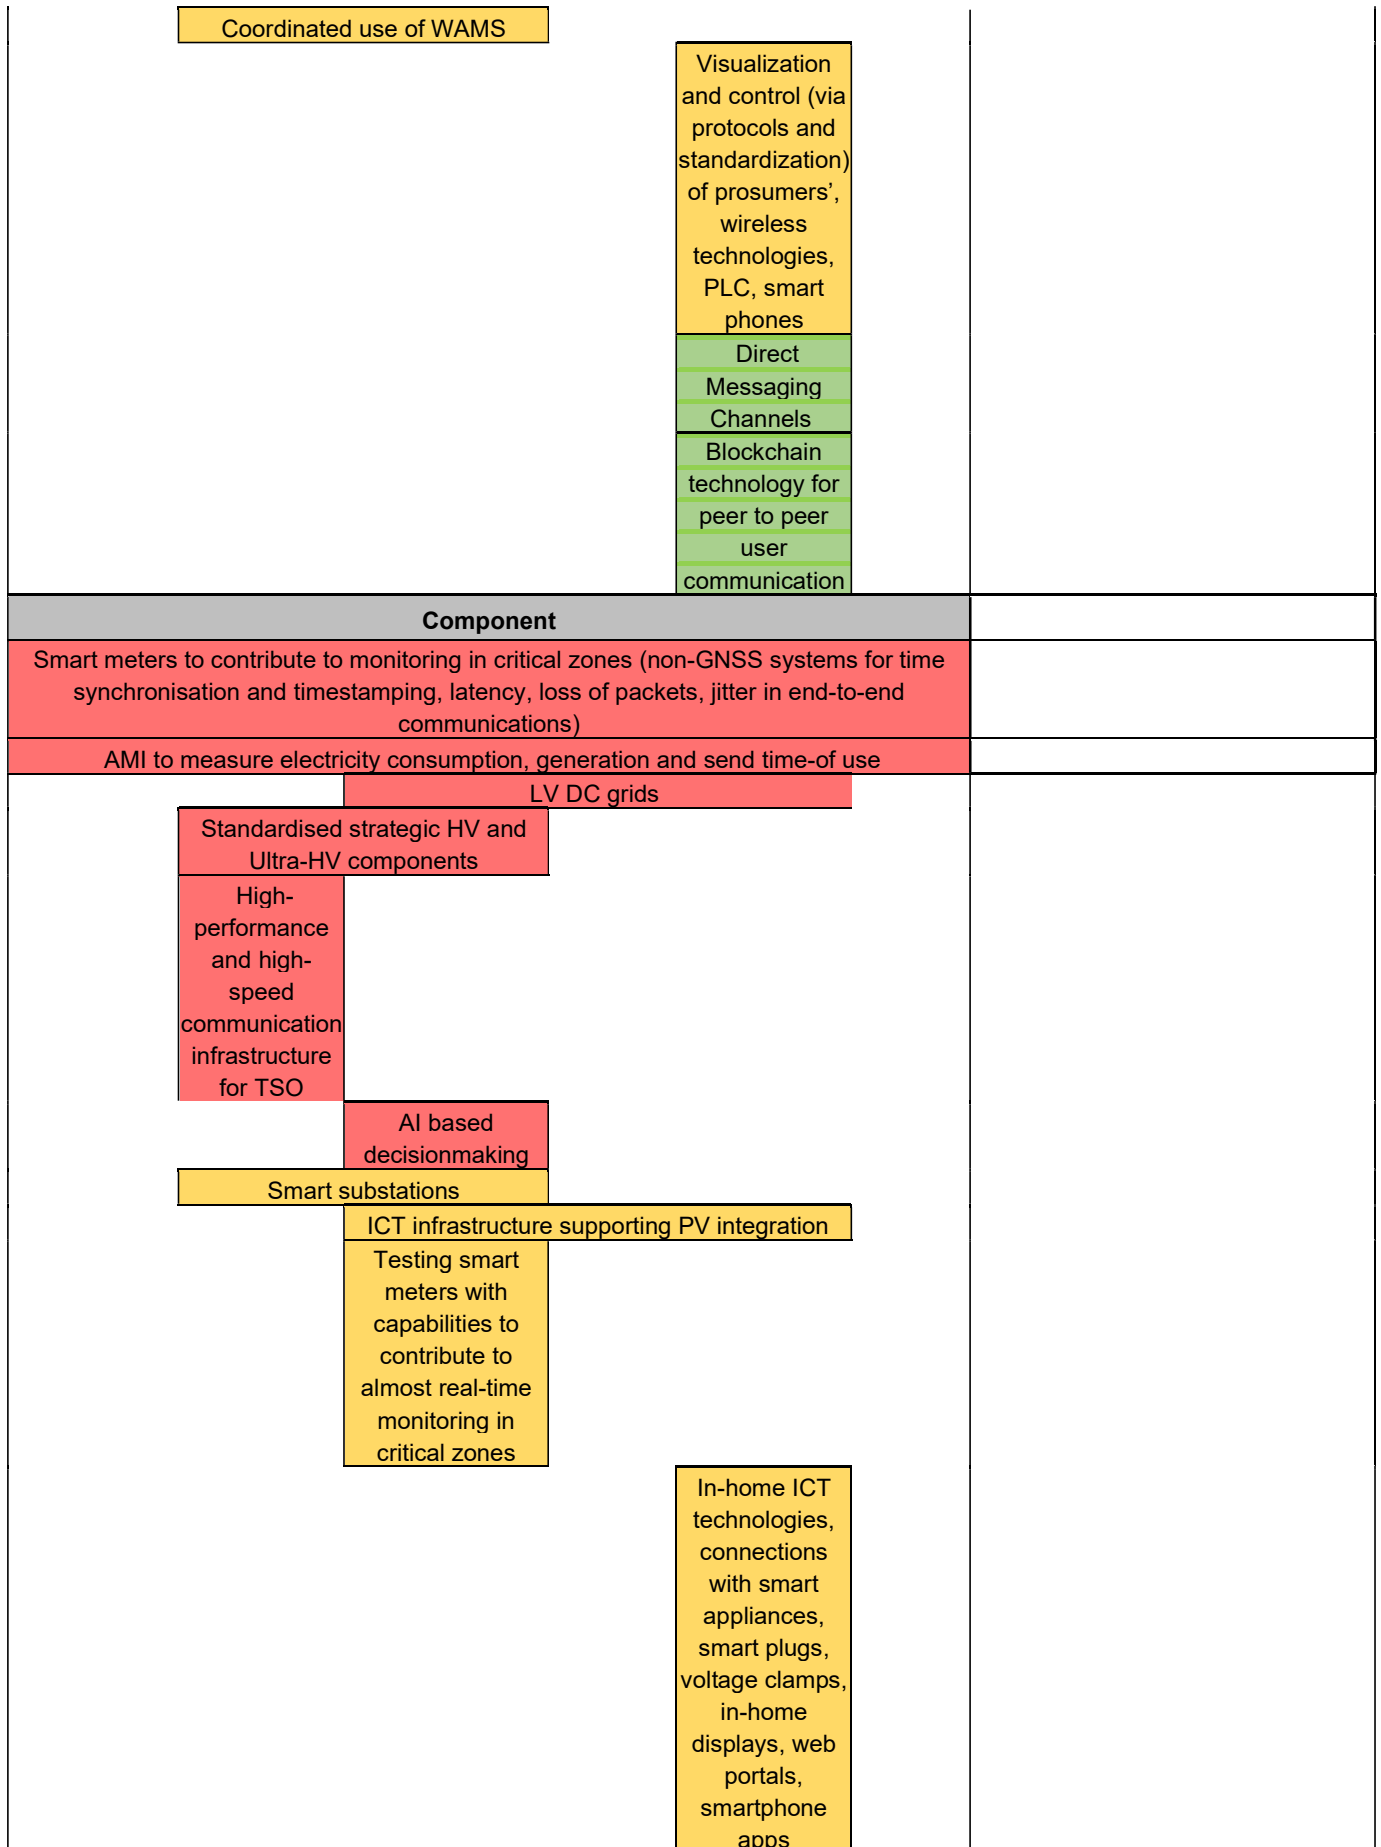 Coordinated use of WAMS
Visualization
and control (via
protocols and
standardization)
of prosumers’,
wireless
technologies,
PLC, smart
phones
Direct
Messaging
Channels
Blockchain
technology for
peer to peer
user
communication
Component
Smart meters to contribute to monitoring in critical zones (non-GNSS systems for time
synchronisation and timestamping, latency, loss of packets, jitter in end-to-end
communications)
AMI to measure electricity consumption, generation and send time-of use
LV DC grids
Standardised strategic HV and
Ultra-HV components
High-
performance
and high-
speed
communication
infrastructure
for TSO
AI based
decisionmaking
Smart substations
ICT infrastructure supporting PV integration
Testing smart
meters with
capabilities to
contribute to
almost real-time
monitoring in
critical zones
In-home ICT
technologies,
connections
with smart
appliances,
smart plugs,
voltage clamps,
in-home
displays, web
portals,
smartphone
apps